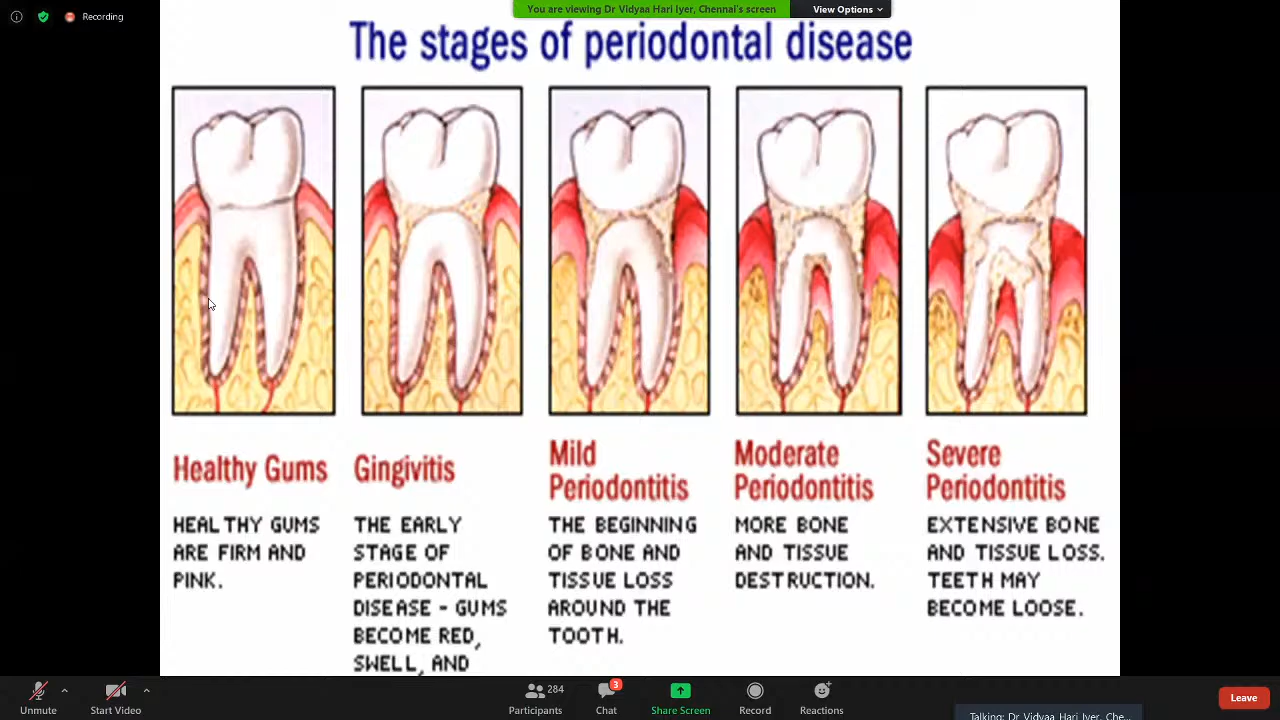 Recording
You are viewing Dr Vidyaa Hari Iyer, Chennai's screen
View Options
The stages of periodontal disease
Healthy Gums
HEALTHY GUMS
ARE FIRM AND
PINK.
Gingivitis
THE EARLY
STAGE OF
PERIODONTAL
DISEASE - GUMS
BECOME RED,
SWELL, AND
Mild
Periodontitis
THE BEGINNING
OF BONE AND
TISSUE LOSS
AROUND THE
TOOTH.
Moderate
Periodontitis
MORE BONE
AND TISSUE
DESTRUCTION.
Severe
Periodontitis
EXTENSIVE BONE
AND TISSUE LOSS.
TEETH MAY
BECOME LOOSE.
Unmute
Start Video
284
Participants
3
Chat
Share Screen
Record
Reactions
Leave
Talking: Dr Vidyaa Hari Iyer, Che...